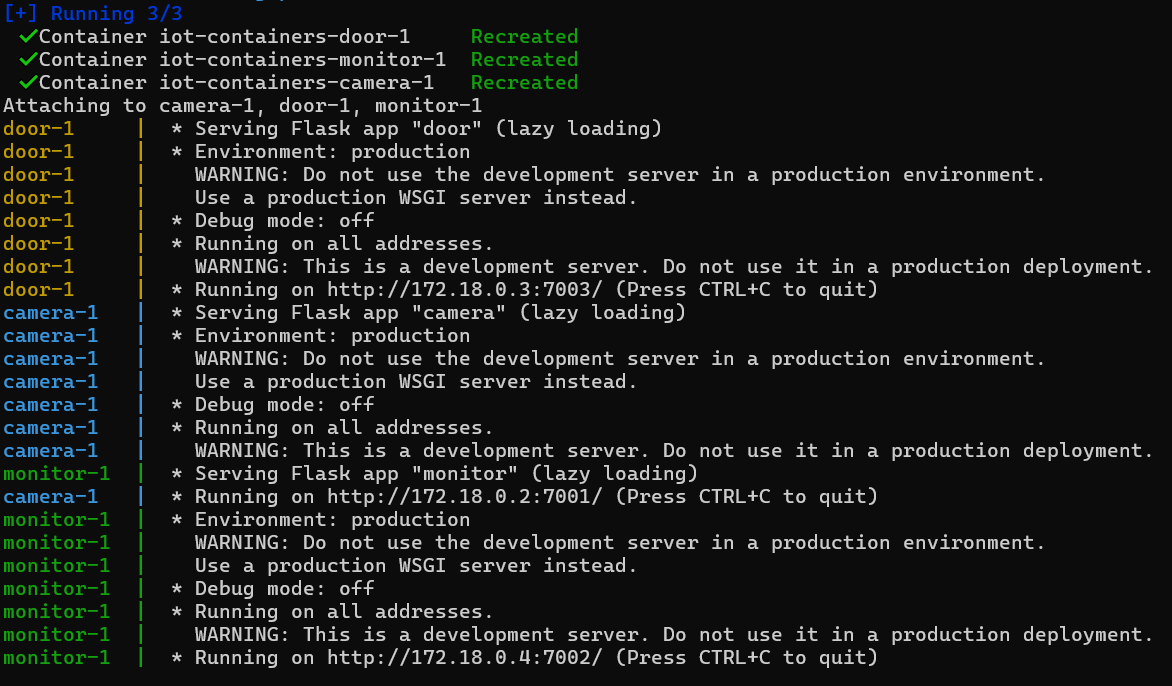 [+] Running 3/3
✓Container iot-containers-door-1 Recreated
✓Container iot-containers-monitor-1 Recreated
✓Container iot-containers-camera-1 Recreated
Attaching to camera-1, door-1, monitor-1
door-1 | * Serving Flask app "door" (lazy loading)
door-1 | * Environment: production
door-1 | WARNING: Do not use the development server in a production environment.
door-1 | Use a production WSGI server instead.
door-1 | * Debug mode: off
door-1 | * Running on all addresses.
door-1 | WARNING: This is a development server. Do not use it in a production deployment.
door-1 | * Running on http://172.18.0.3:7003/ (Press CTRL+C to quit)
camera-1 | * Serving Flask app "camera" (lazy loading)
camera-1 | * Environment: production
camera-1 | WARNING: Do not use the development server in a production environment.
camera-1 | Use a production WSGI server instead.
camera-1 | * Debug mode: off
camera-1 | * Running on all addresses.
camera-1 | WARNING: This is a development server. Do not use it in a production deployment.
monitor-1 | * Serving Flask app "monitor" (lazy loading)
camera-1 | * Running on http://172.18.0.2:7001/ (Press CTRL+C to quit)
monitor-1 | * Environment: production
monitor-1 | WARNING: Do not use the development server in a production environment.
monitor-1 | Use a production WSGI server instead.
monitor-1 | * Debug mode: off
monitor-1 | * Running on all addresses.
monitor-1 | WARNING: This is a development server. Do not use it in a production deployment.
monitor-1 | * Running on http://172.18.0.4:7002/ (Press CTRL+C to quit)